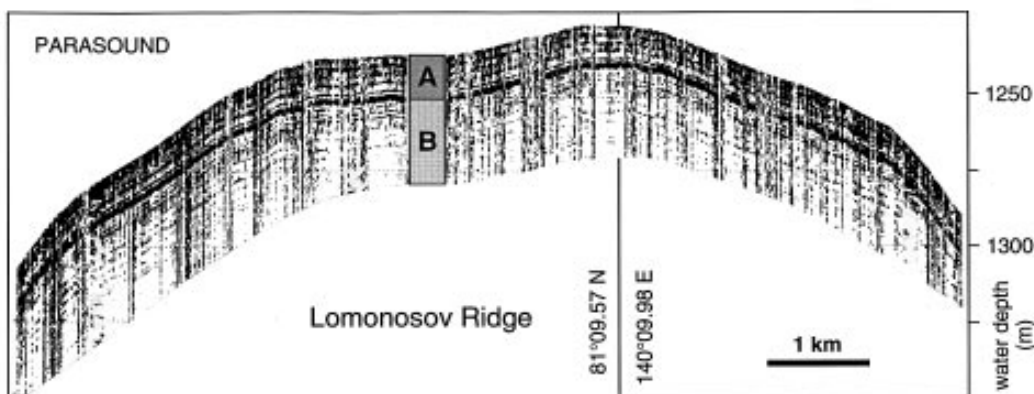 PARASOUND
A
B
1250
1300
Lomonosov Ridge
81°09.57 N
140°09.98 E
1 km
water depth
(m)